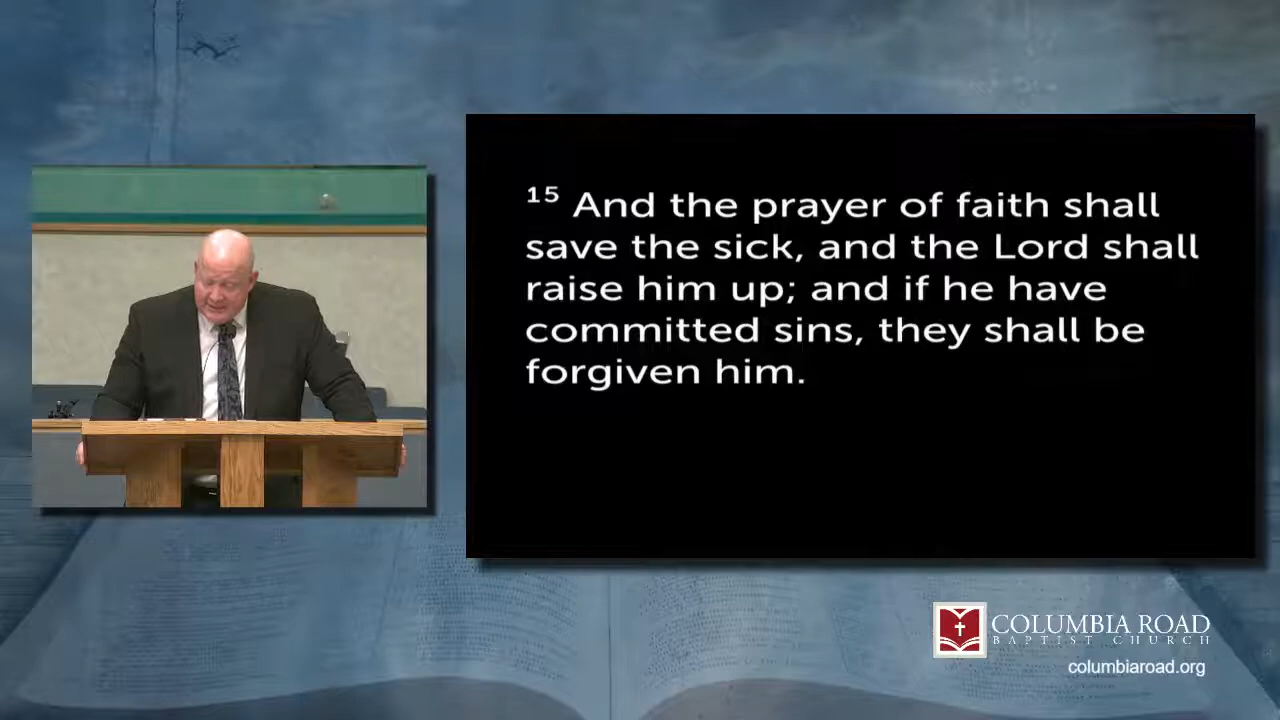 15 And the prayer of faith shall
save the sick, and the Lord shall
raise him up; and if he have
committed sins, they shall be
forgiven him.
COLUMBIA ROAD
BAPTIST CHURCH
columbiaroad.org